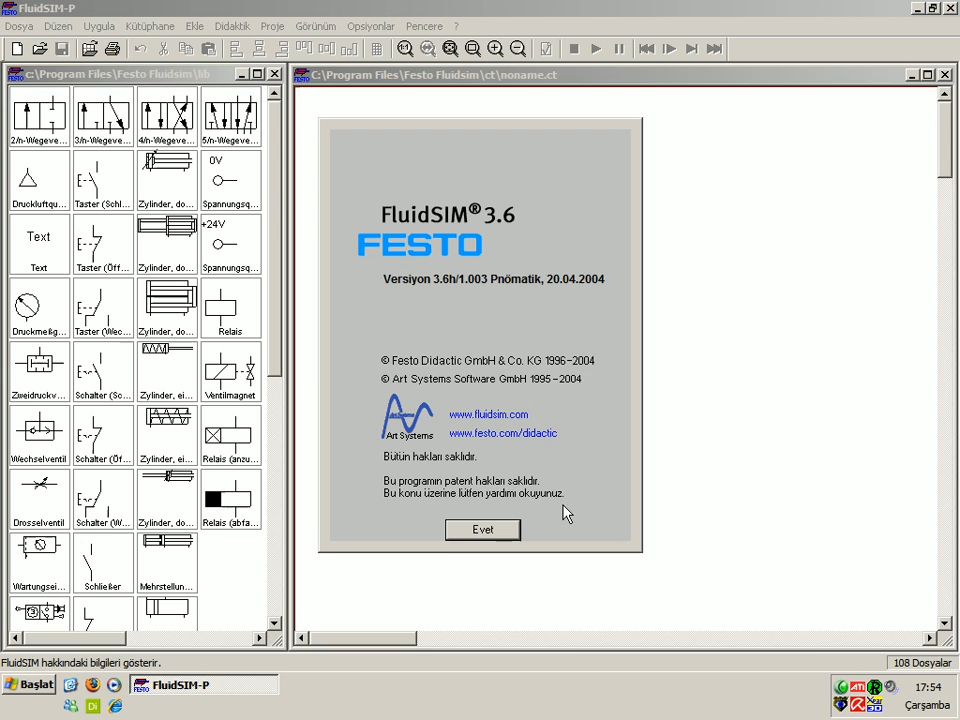 FluidSIM-P
Dosya Düzen Uygula Kütüphane Ekle Didaktik Proje Görünüm Opsiyonlar Pencere ?
c:\Program Files\Festo Fluidsim\lib
C:\Program Files\Festo Fluidsim\ct\noname.ct
2/n-Wegeve... 3/n-Wegeve... 4/n-Wegeve... 5/n-Wegeve...
0V
Druckluftqu... Taster (Schl... Zylinder, do... Spannungsq...
Text +24V
Text Taster (Öff... Zylinder, do... Spannungsq...
Druckmeßg... Taster (Wec... Zylinder, do... Relais
Zweidruckv... Schalter (Sc... Zylinder, ei... Ventilmagnet
Wechselventil Schalter (Öf... Zylinder, ei... Relais (anzu...
Drosselventil Schalter (W... Zylinder, do... Relais (abfa...
Wartungsei... Schließer Mehrstellun...
FluidSIM® 3.6
FESTO
Versiyon 3.6h/1.003 Pnömatik, 20.04.2004
© Festo Didactic GmbH & Co. KG 1996-2004
© Art Systems Software GmbH 1995-2004
Art Systems
www.fluidsim.com
www.festo.com/didactic
Bütün hakları saklıdır.
Bu programın patent hakları saklıdır.
Bu konu üzerine lütfen yardımı okuyunuz.
Evet
FluidSIM hakkındaki bilgileri gösterir.
108 Dosyalar
Başlat
FluidSIM-P
17:54
Çarşamba